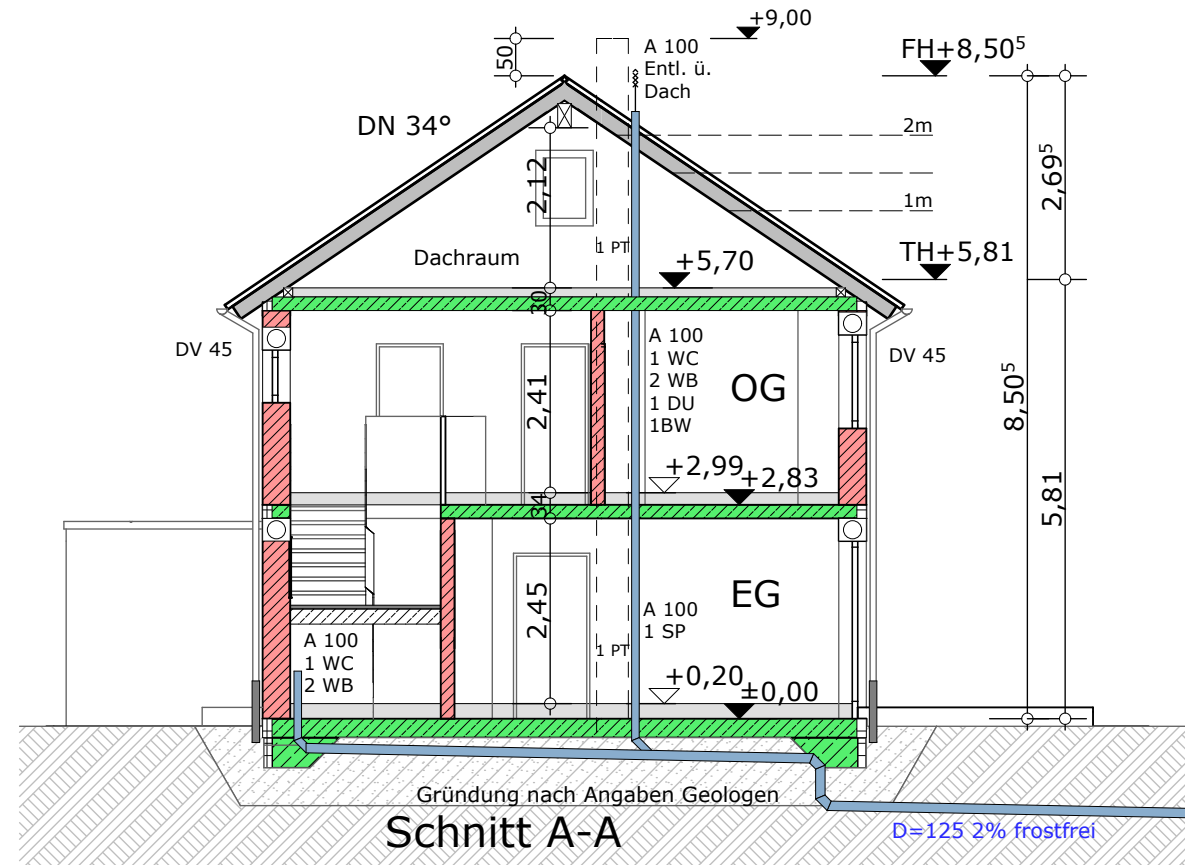 +9,00
50
A 100
Entl. ü.
Dach
FH+8,50⁵
DN 34°
2m
2,12
2,69⁵
1m
1 PT
Dachraum
TH+5,81
+5,70
30
DV 45
A 100
1 WC
2 WB
1 DU
1BW
DV 45
OG
2,41
8,50⁵
+2,99
+2,83
5,81
34
EG
2,45
A 100
1 SP
A 100
1 WC
2 WB
1 PT
+0,20
±0,00
Gründung nach Angaben Geologen
Schnitt A-A
D=125 2% frostfrei